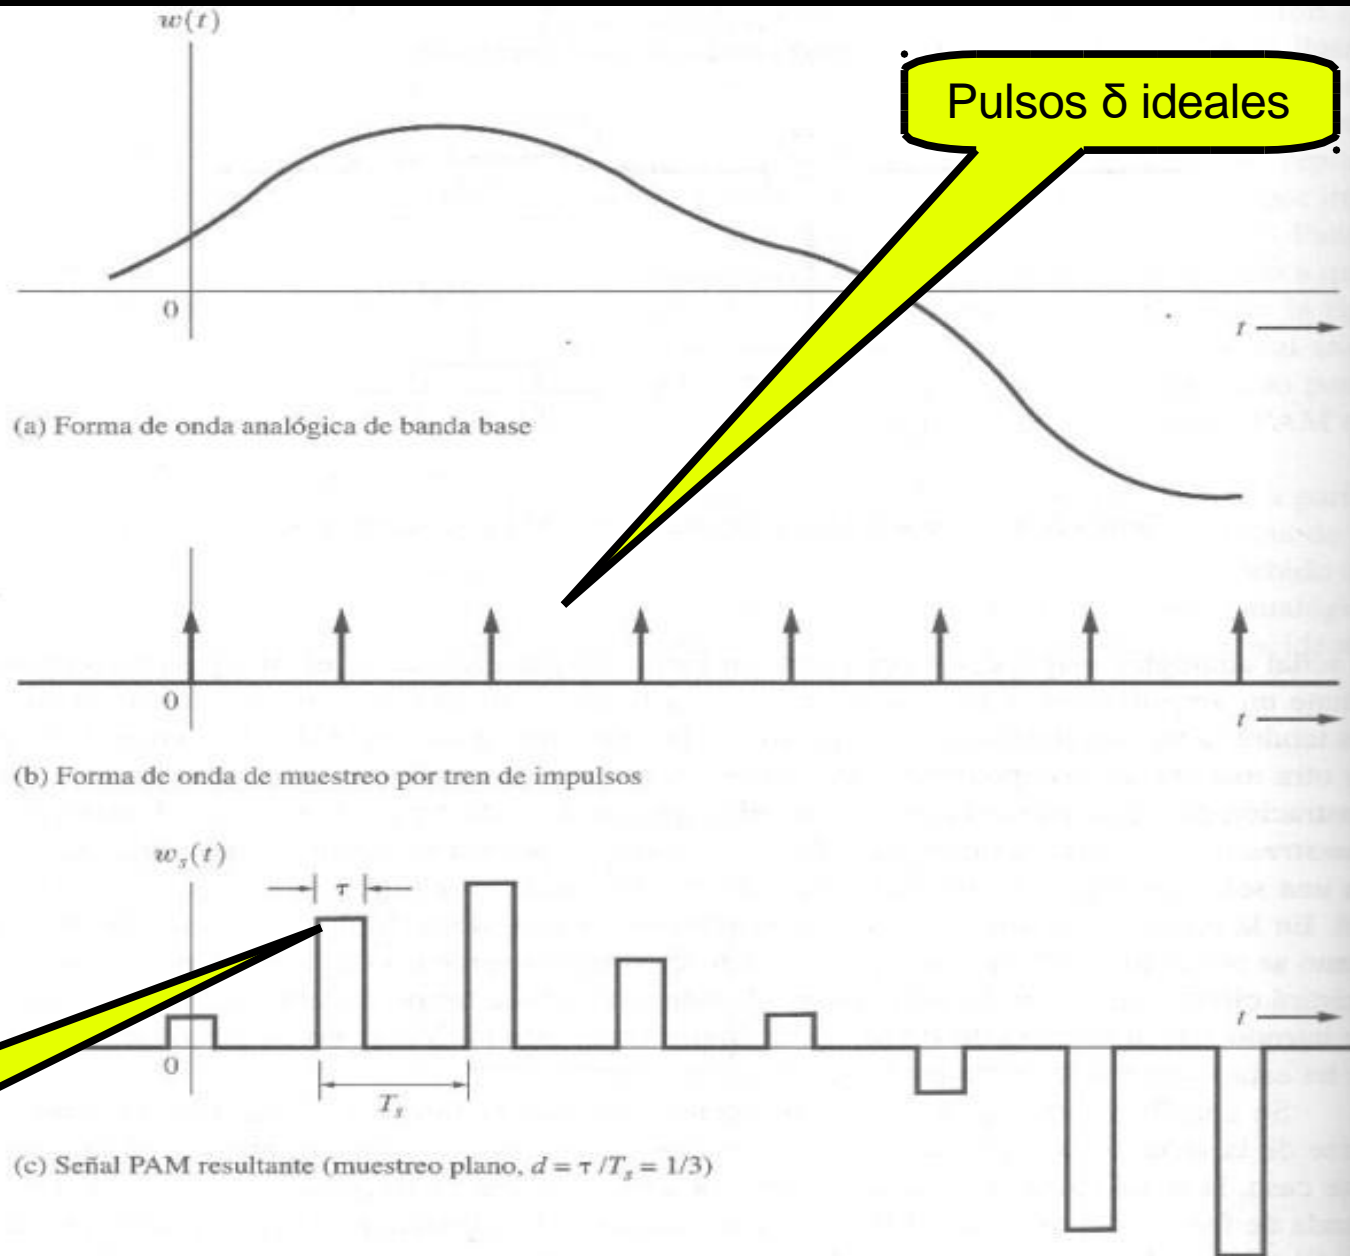 w(t)
Pulsos δ ideales
0
t
(a) Forma de onda analógica de banda base
0
t
(b) Forma de onda de muestreo por tren de impulsos
w_s(t)
τ
t
0
T_s
(c) Señal PAM resultante (muestreo plano, d = τ /T_s = 1/3)